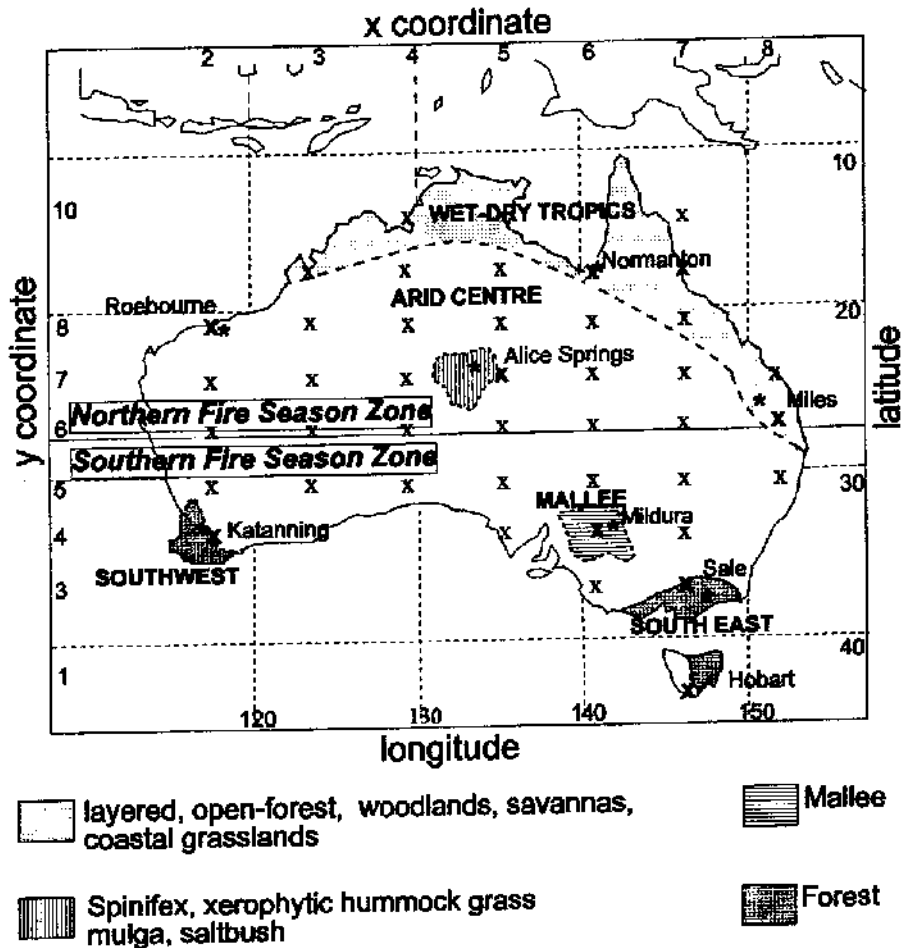 x coordinate
2 3 4 5 6 7 8
10
10 WET-DRY TROPICS x
x
x x x x Normanton x
ARID CENTRE
Roebourne
20
8 x* x x x x x
Alice Springs
7 x x x * x x x x
* Miles
Northern Fire Season Zone
x
6 x x x x x x
Southern Fire Season Zone
30
5 x x x x x x x
MALLEE
* Mildura
4 x Katanning x x x
SOUTHWEST
Sale
3 x x *
SOUTH EAST
40
1 x Hobart
120 130 140 150
longitude
y coordinate
latitude
layered, open-forest, woodlands, savannas,
coastal grasslands
Mallee
Spinifex, xerophytic hummock grass
mulga, saltbush
Forest